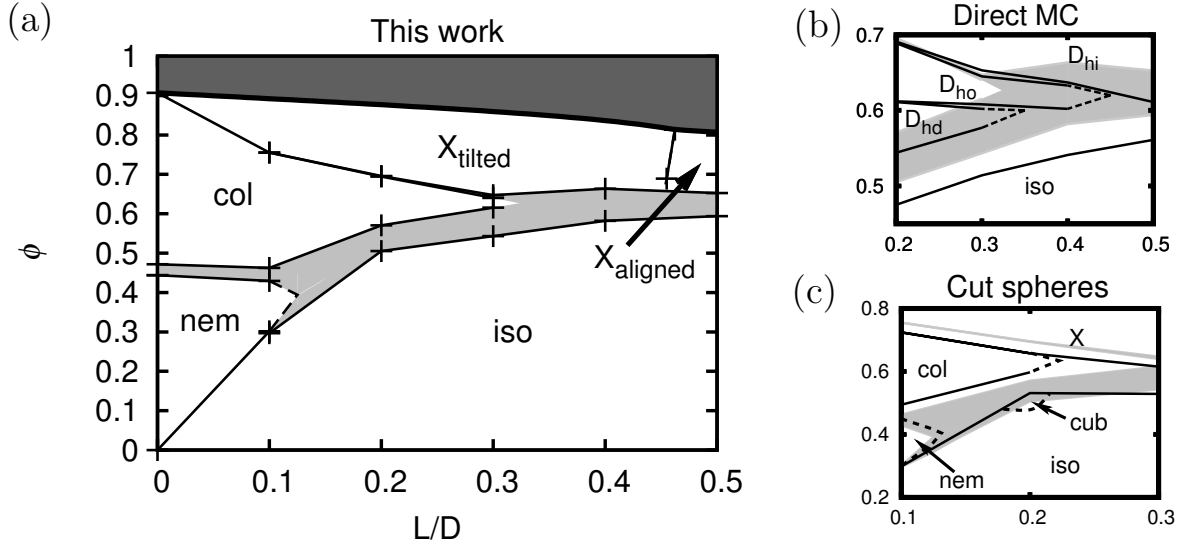 (a)
This work
1
0.9
0.8
0.7
0.6
0.5
0.4
0.3
0.2
0.1
0
ϕ
X_tilted
col
X_aligned
nem
iso
0 0.1 0.2 0.3 0.4 0.5
L/D
(b)
Direct MC
0.7
0.6
0.5
D_hi
D_ho
D_hd
iso
0.2 0.3 0.4 0.5
(c)
Cut spheres
0.8
0.6
0.4
0.2
X
col
cub
nem
iso
0.1 0.2 0.3